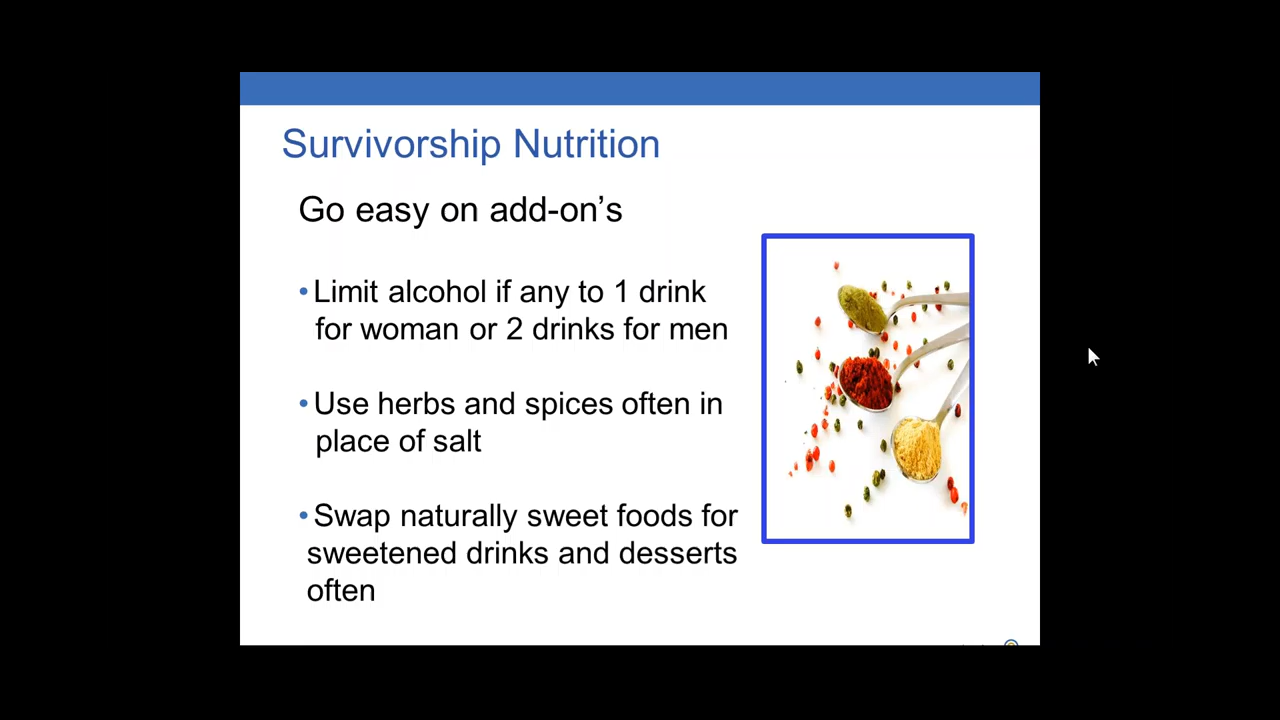 Survivorship Nutrition
Go easy on add-on’s
•Limit alcohol if any to 1 drink
for woman or 2 drinks for men
•Use herbs and spices often in
place of salt
•Swap naturally sweet foods for
sweetened drinks and desserts
often